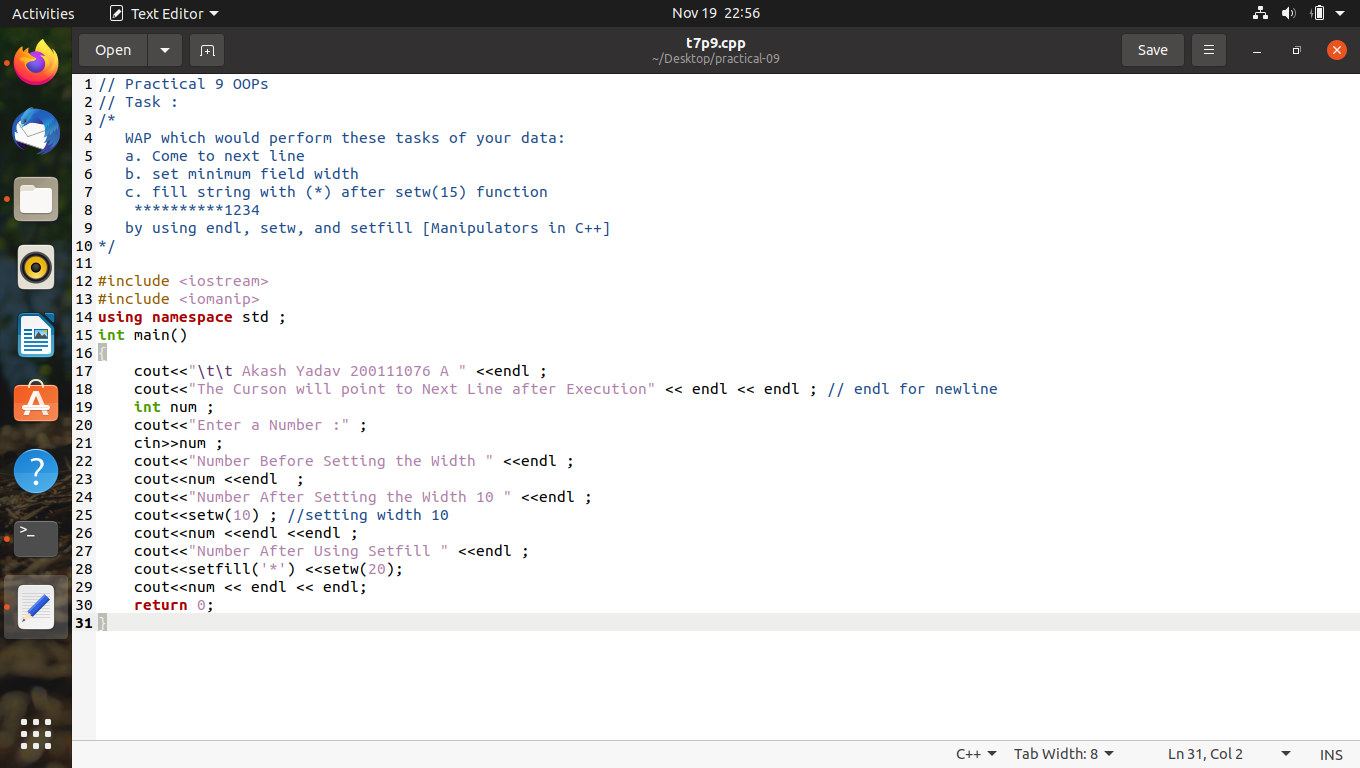 Activities Text Editor Nov 19 22:56
Open t7p9.cpp Save
~/Desktop/practical-09
1 // Practical 9 OOPs
2 // Task :
3 /*
4    WAP which would perform these tasks of your data:
5    a. Come to next line
6    b. set minimum field width
7    c. fill string with (*) after setw(15) function
8     **********1234
9    by using endl, setw, and setfill [Manipulators in C++]
10 */
11
12 #include <iostream>
13 #include <iomanip>
14 using namespace std ;
15 int main()
16 {
17     cout<<"\t\t Akash Yadav 200111076 A " <<endl ;
18     cout<<"The Curson will point to Next Line after Execution" << endl << endl ; // endl for newline
19     int num ;
20     cout<<"Enter a Number :" ;
21     cin>>num ;
22     cout<<"Number Before Setting the Width " <<endl ;
23     cout<<num <<endl  ;
24     cout<<"Number After Setting the Width 10 " <<endl ;
25     cout<<setw(10) ; //setting width 10
26     cout<<num <<endl <<endl ;
27     cout<<"Number After Using Setfill " <<endl ;
28     cout<<setfill('*') <<setw(20);
29     cout<<num << endl << endl;
30     return 0;
31 }
C++ Tab Width: 8 Ln 31, Col 2 INS